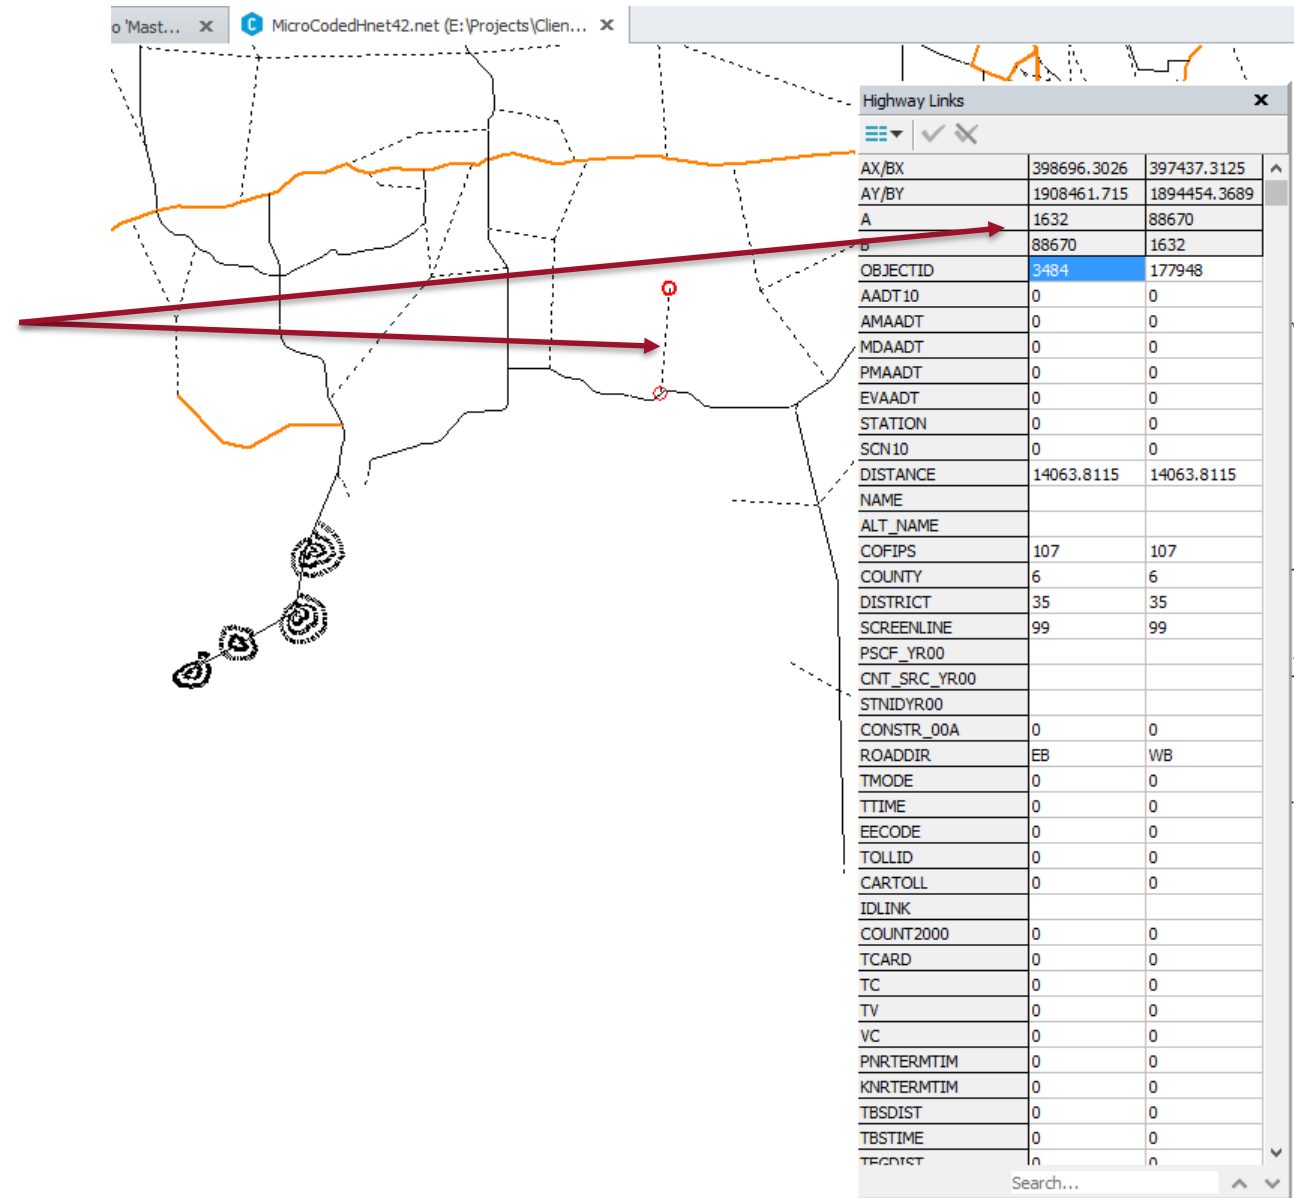 o 'Mast... X
C MicroCodedHnet42.net (E:\Projects\Clien... X
Highway Links x
AX/BX 398696.3026 397437.3125
AY/BY 1908461.715 1894454.3689
A 1632 88670
B 88670 1632
OBJECTID 3484 177948
AADT10 0 0
AMAADT 0 0
MDAADT 0 0
PMAADT 0 0
EVAADT 0 0
STATION 0 0
SCN10 0 0
DISTANCE 14063.8115 14063.8115
NAME
ALT_NAME
COFIPS 107 107
COUNTY 6 6
DISTRICT 35 35
SCREENLINE 99 99
PSCF_YR00
CNT_SRC_YR00
STNIDYR00
CONSTR_00A 0 0
ROADDIR EB WB
TMODE 0 0
TTIME 0 0
EECODE 0 0
TOLLID 0 0
CARTOLL 0 0
IDLINK
COUNT2000 0 0
TCARD 0 0
TC 0 0
TV 0 0
VC 0 0
PNRTERMTIM 0 0
KNRTERMTIM 0 0
TBSDIST 0 0
TBSTIME 0 0
TEGDIST 0 0
Search...